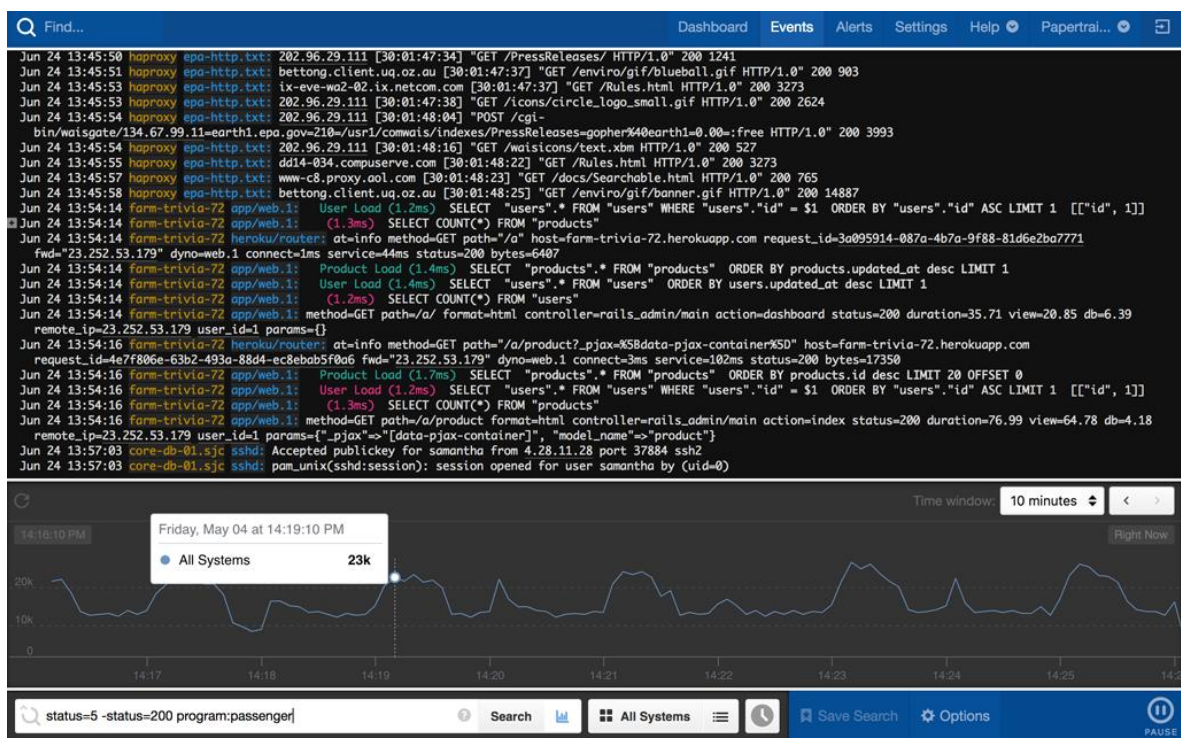 Find...
Dashboard Events Alerts Settings Help Papertrai...
Jun 24 13:45:50 haproxy epa-http.txt: 202.96.29.111 [30:01:47:34] "GET /PressReleases/ HTTP/1.0" 200 1241
Jun 24 13:45:51 haproxy epa-http.txt: bettong.client.uq.oz.au [30:01:47:37] "GET /enviro/gif/blueball.gif HTTP/1.0" 200 903
Jun 24 13:45:53 haproxy epa-http.txt: ix-eve-wa2-02.ix.netcom.com [30:01:47:37] "GET /Rules.html HTTP/1.0" 200 3273
Jun 24 13:45:53 haproxy epa-http.txt: 202.96.29.111 [30:01:47:38] "GET /icons/circle_logo_small.gif HTTP/1.0" 200 2624
Jun 24 13:45:54 haproxy epa-http.txt: 202.96.29.111 [30:01:48:04] "POST /cgi-
bin/waisgate/134.67.99.11=earth1.epa.gov=210=/usr1/comwais/indexes/PressReleases=gopher%40earth1=0.00=:free HTTP/1.0" 200 3993
Jun 24 13:45:54 haproxy epa-http.txt: 202.96.29.111 [30:01:48:16] "GET /waisicons/text.xbm HTTP/1.0" 200 527
Jun 24 13:45:55 haproxy epa-http.txt: dd14-034.compuserve.com [30:01:48:22] "GET /Rules.html HTTP/1.0" 200 3273
Jun 24 13:45:57 haproxy epa-http.txt: www-c8.proxy.aol.com [30:01:48:23] "GET /docs/Searchable.html HTTP/1.0" 200 765
Jun 24 13:45:58 haproxy epa-http.txt: bettong.client.uq.oz.au [30:01:48:25] "GET /enviro/gif/banner.gif HTTP/1.0" 200 14887
Jun 24 13:54:14 farm-trivia-72 app/web.1: User Load (1.2ms) SELECT "users".* FROM "users" WHERE "users"."id" = $1 ORDER BY "users"."id" ASC LIMIT 1 [["id", 1]]
Jun 24 13:54:14 farm-trivia-72 app/web.1: (1.3ms) SELECT COUNT(*) FROM "products"
Jun 24 13:54:14 farm-trivia-72 heroku/router: at=info method=GET path="/a" host=farm-trivia-72.herokuapp.com request_id=3a095914-087a-4b7a-9f88-81d6e2ba7771
fwd="23.252.53.179" dyno=web.1 connect=1ms service=44ms status=200 bytes=6407
Jun 24 13:54:14 farm-trivia-72 app/web.1: Product Load (1.4ms) SELECT "products".* FROM "products" ORDER BY products.updated_at desc LIMIT 1
Jun 24 13:54:14 farm-trivia-72 app/web.1: User Load (1.4ms) SELECT "users".* FROM "users" ORDER BY users.updated_at desc LIMIT 1
Jun 24 13:54:14 farm-trivia-72 app/web.1: (1.2ms) SELECT COUNT(*) FROM "users"
Jun 24 13:54:14 farm-trivia-72 app/web.1: method=GET path=/a/ format=html controller=rails_admin/main action=dashboard status=200 duration=35.71 view=20.85 db=6.39
remote_ip=23.252.53.179 user_id=1 params={}
Jun 24 13:54:16 farm-trivia-72 heroku/router: at=info method=GET path="/a/product?_pjax=%5Bdata-pjax-container%5D" host=farm-trivia-72.herokuapp.com
request_id=4e7f806e-63b2-493a-88d4-ec8ebab5f0a6 fwd="23.252.53.179" dyno=web.1 connect=3ms service=102ms status=200 bytes=17350
Jun 24 13:54:16 farm-trivia-72 app/web.1: Product Load (1.7ms) SELECT "products".* FROM "products" ORDER BY products.id desc LIMIT 20 OFFSET 0
Jun 24 13:54:16 farm-trivia-72 app/web.1: User Load (1.2ms) SELECT "users".* FROM "users" WHERE "users"."id" = $1 ORDER BY "users"."id" ASC LIMIT 1 [["id", 1]]
Jun 24 13:54:16 farm-trivia-72 app/web.1: (1.3ms) SELECT COUNT(*) FROM "products"
Jun 24 13:54:16 farm-trivia-72 app/web.1: method=GET path=/a/product format=html controller=rails_admin/main action=index status=200 duration=76.99 view=64.78 db=4.18
remote_ip=23.252.53.179 user_id=1 params={"_pjax"=>"[data-pjax-container]", "model_name"=>"product"}
Jun 24 13:57:03 core-db-01.sjc sshd: Accepted publickey for samantha from 4.28.11.28 port 37884 ssh2
Jun 24 13:57:03 core-db-01.sjc sshd: pam_unix(sshd:session): session opened for user samantha by (uid=0)
Time window: 10 minutes
14:16:10 PM
Right Now
Friday, May 04 at 14:19:10 PM
All Systems 23k
20k
10k
0
14:17 14:18 14:19 14:20 14:21 14:22 14:23 14:24 14:25
status=5 -status=200 program:passenger Search All Systems Save Search Options
PAUSE